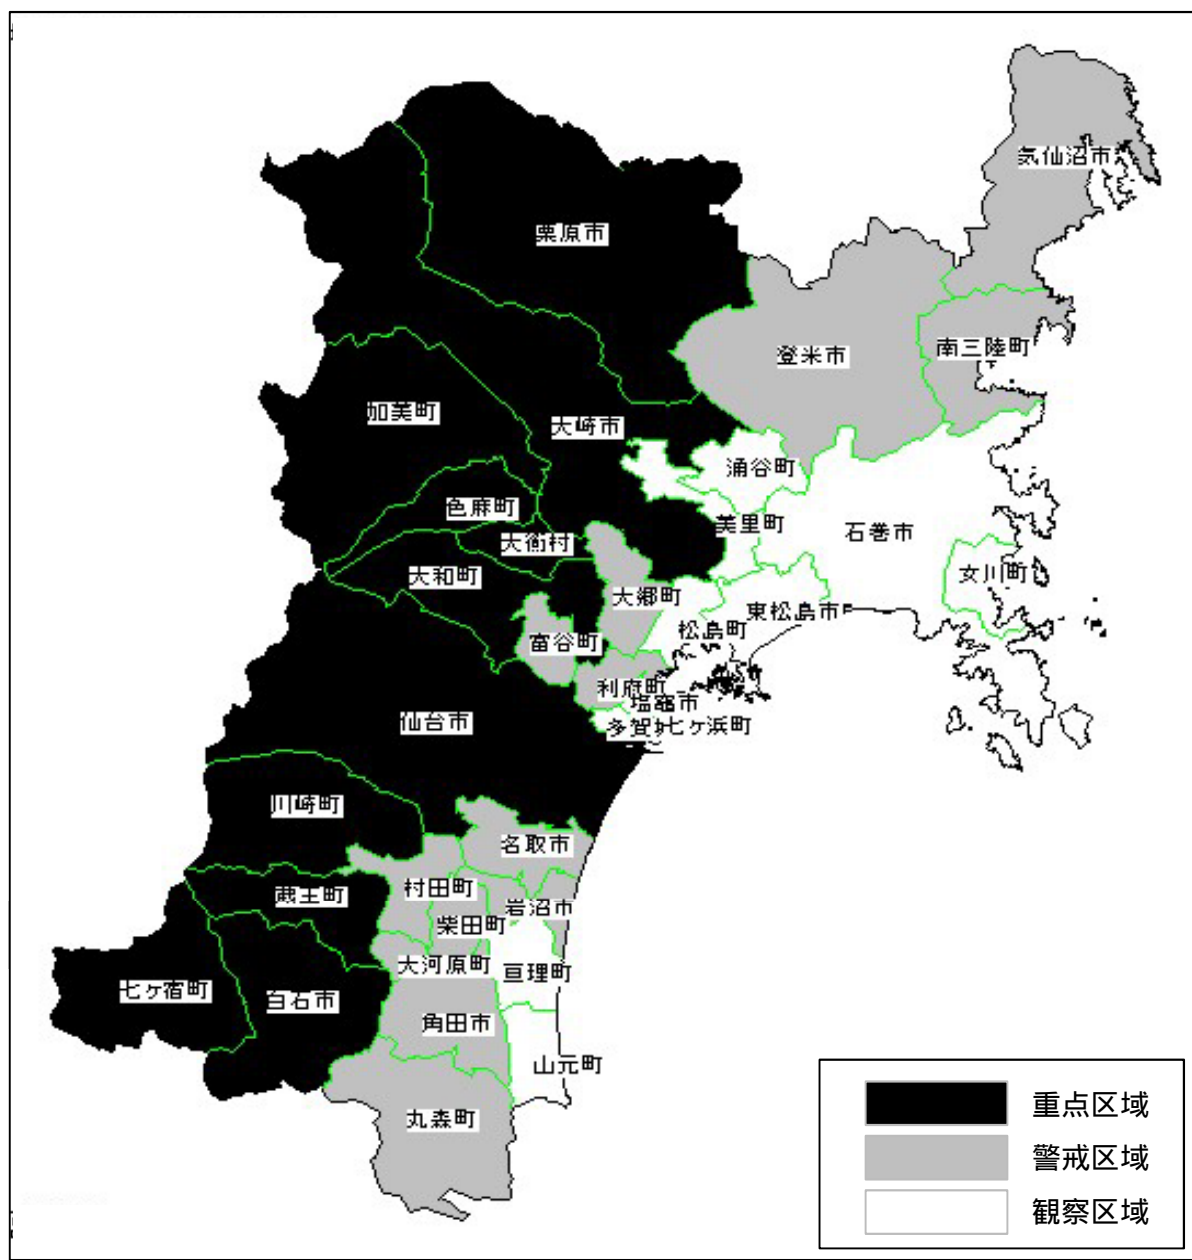 気仙沼市
栗原市
南三陸町
登米市
加美町
大崎市
涌谷町
色麻町
美里町
石巻市
大衡村
大和町
女川町
大郷町
東松島市
松島町
富谷町
利府町
塩竈市
仙台市
多賀
七ヶ浜町
川崎町
名取市
村田町
蔵王町
岩沼市
柴田町
大河原町
亘理町
七ヶ宿町
白石市
角田市
山元町
丸森町
重点区域
警戒区域
観察区域